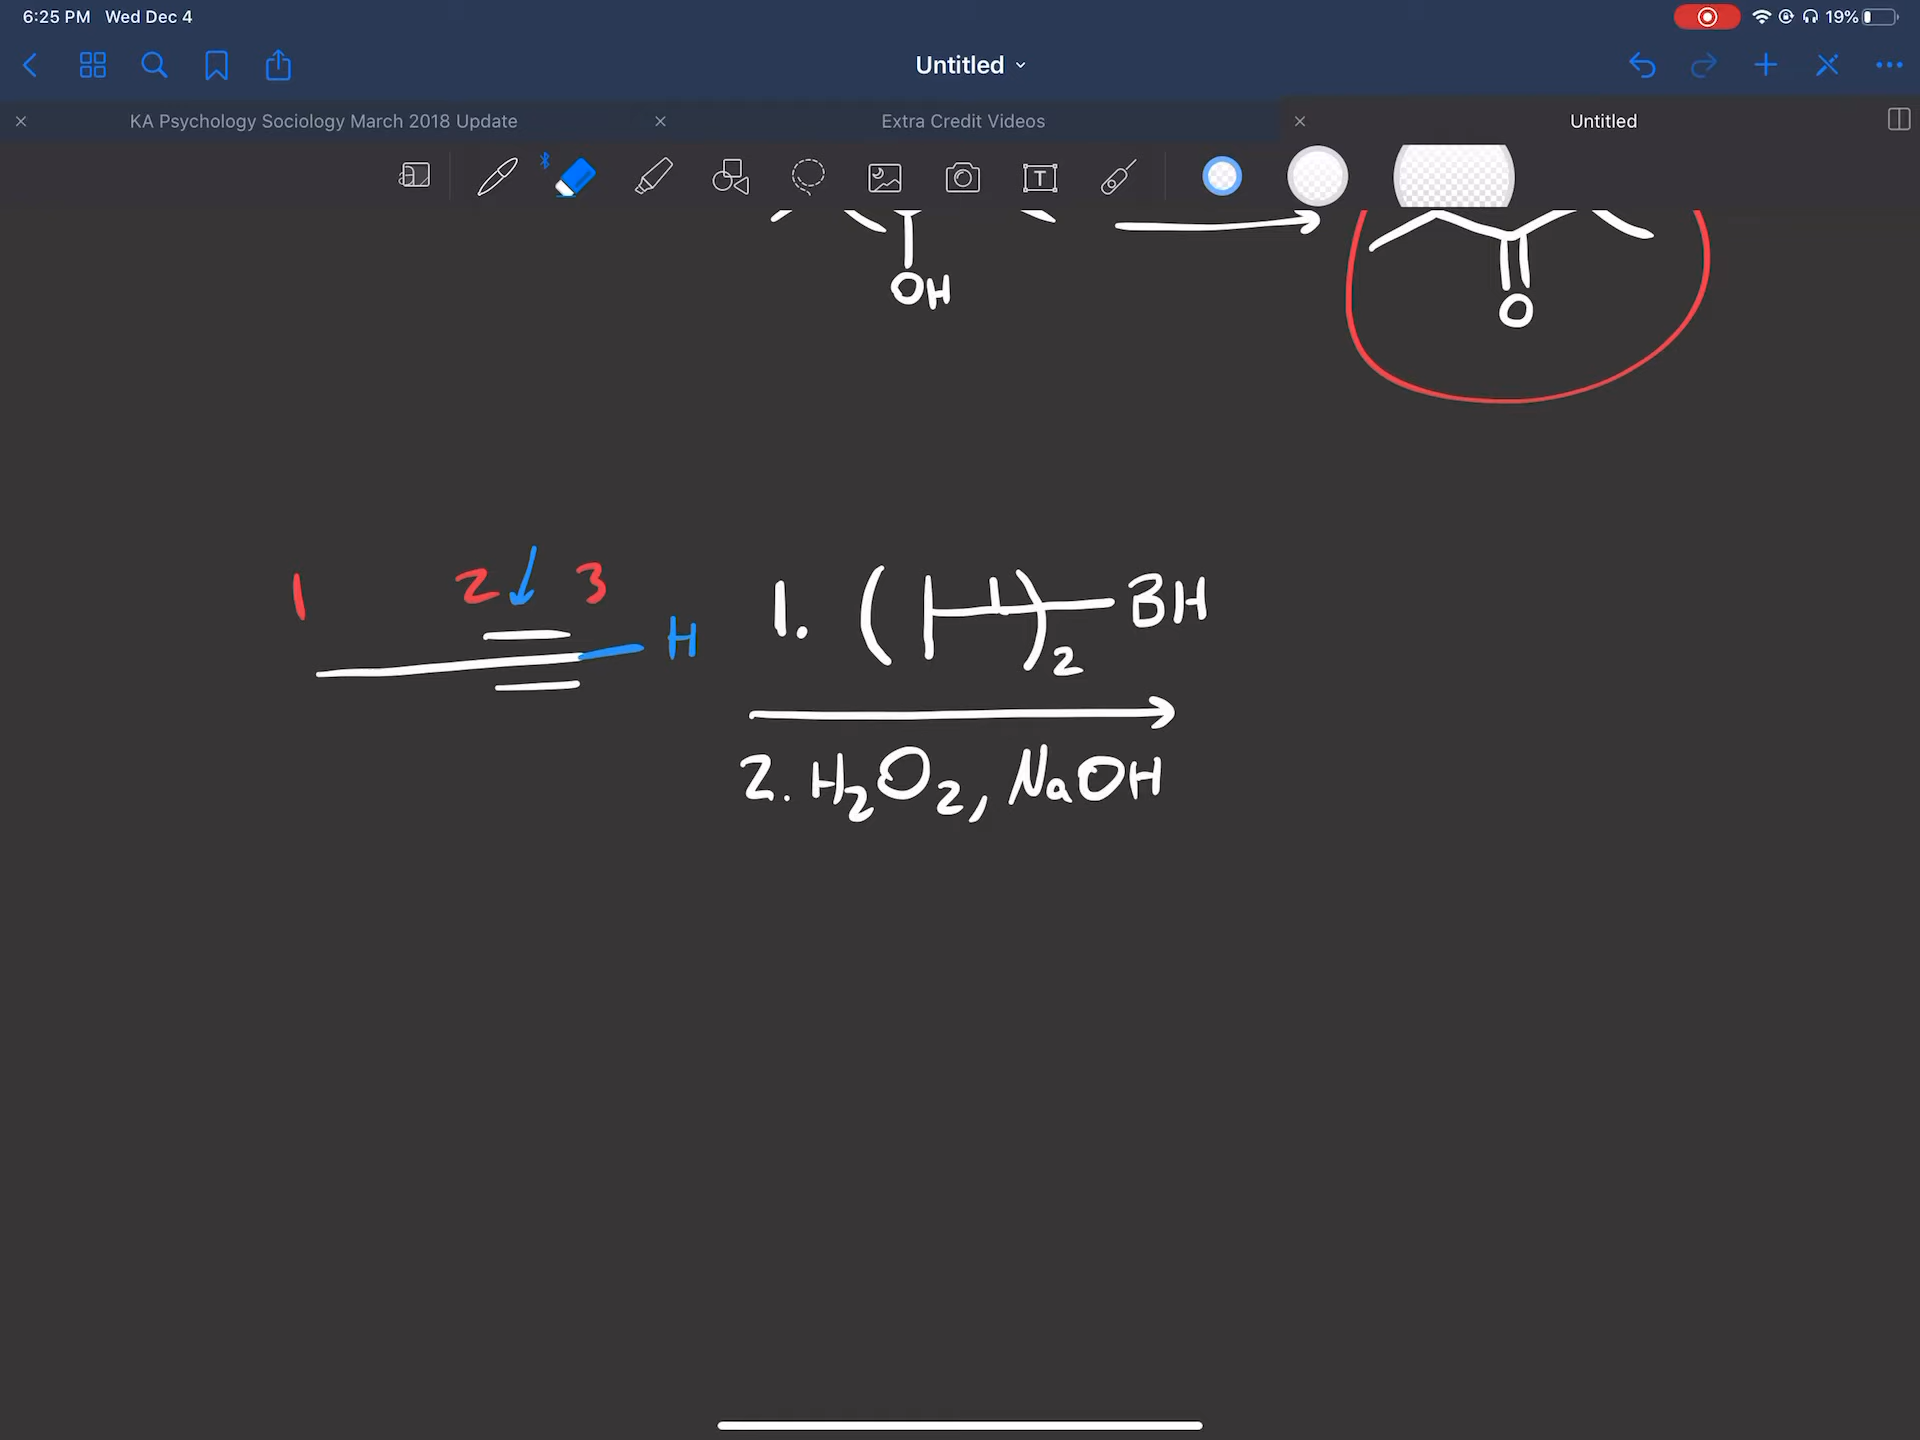 6:25 PM Wed Dec 4
19%
Untitled
KA Psychology Sociology March 2018 Update
Extra Credit Videos
Untitled
T
OH
O
1 2 3
H
1. ( )2 BH
2. H2O2, NaOH